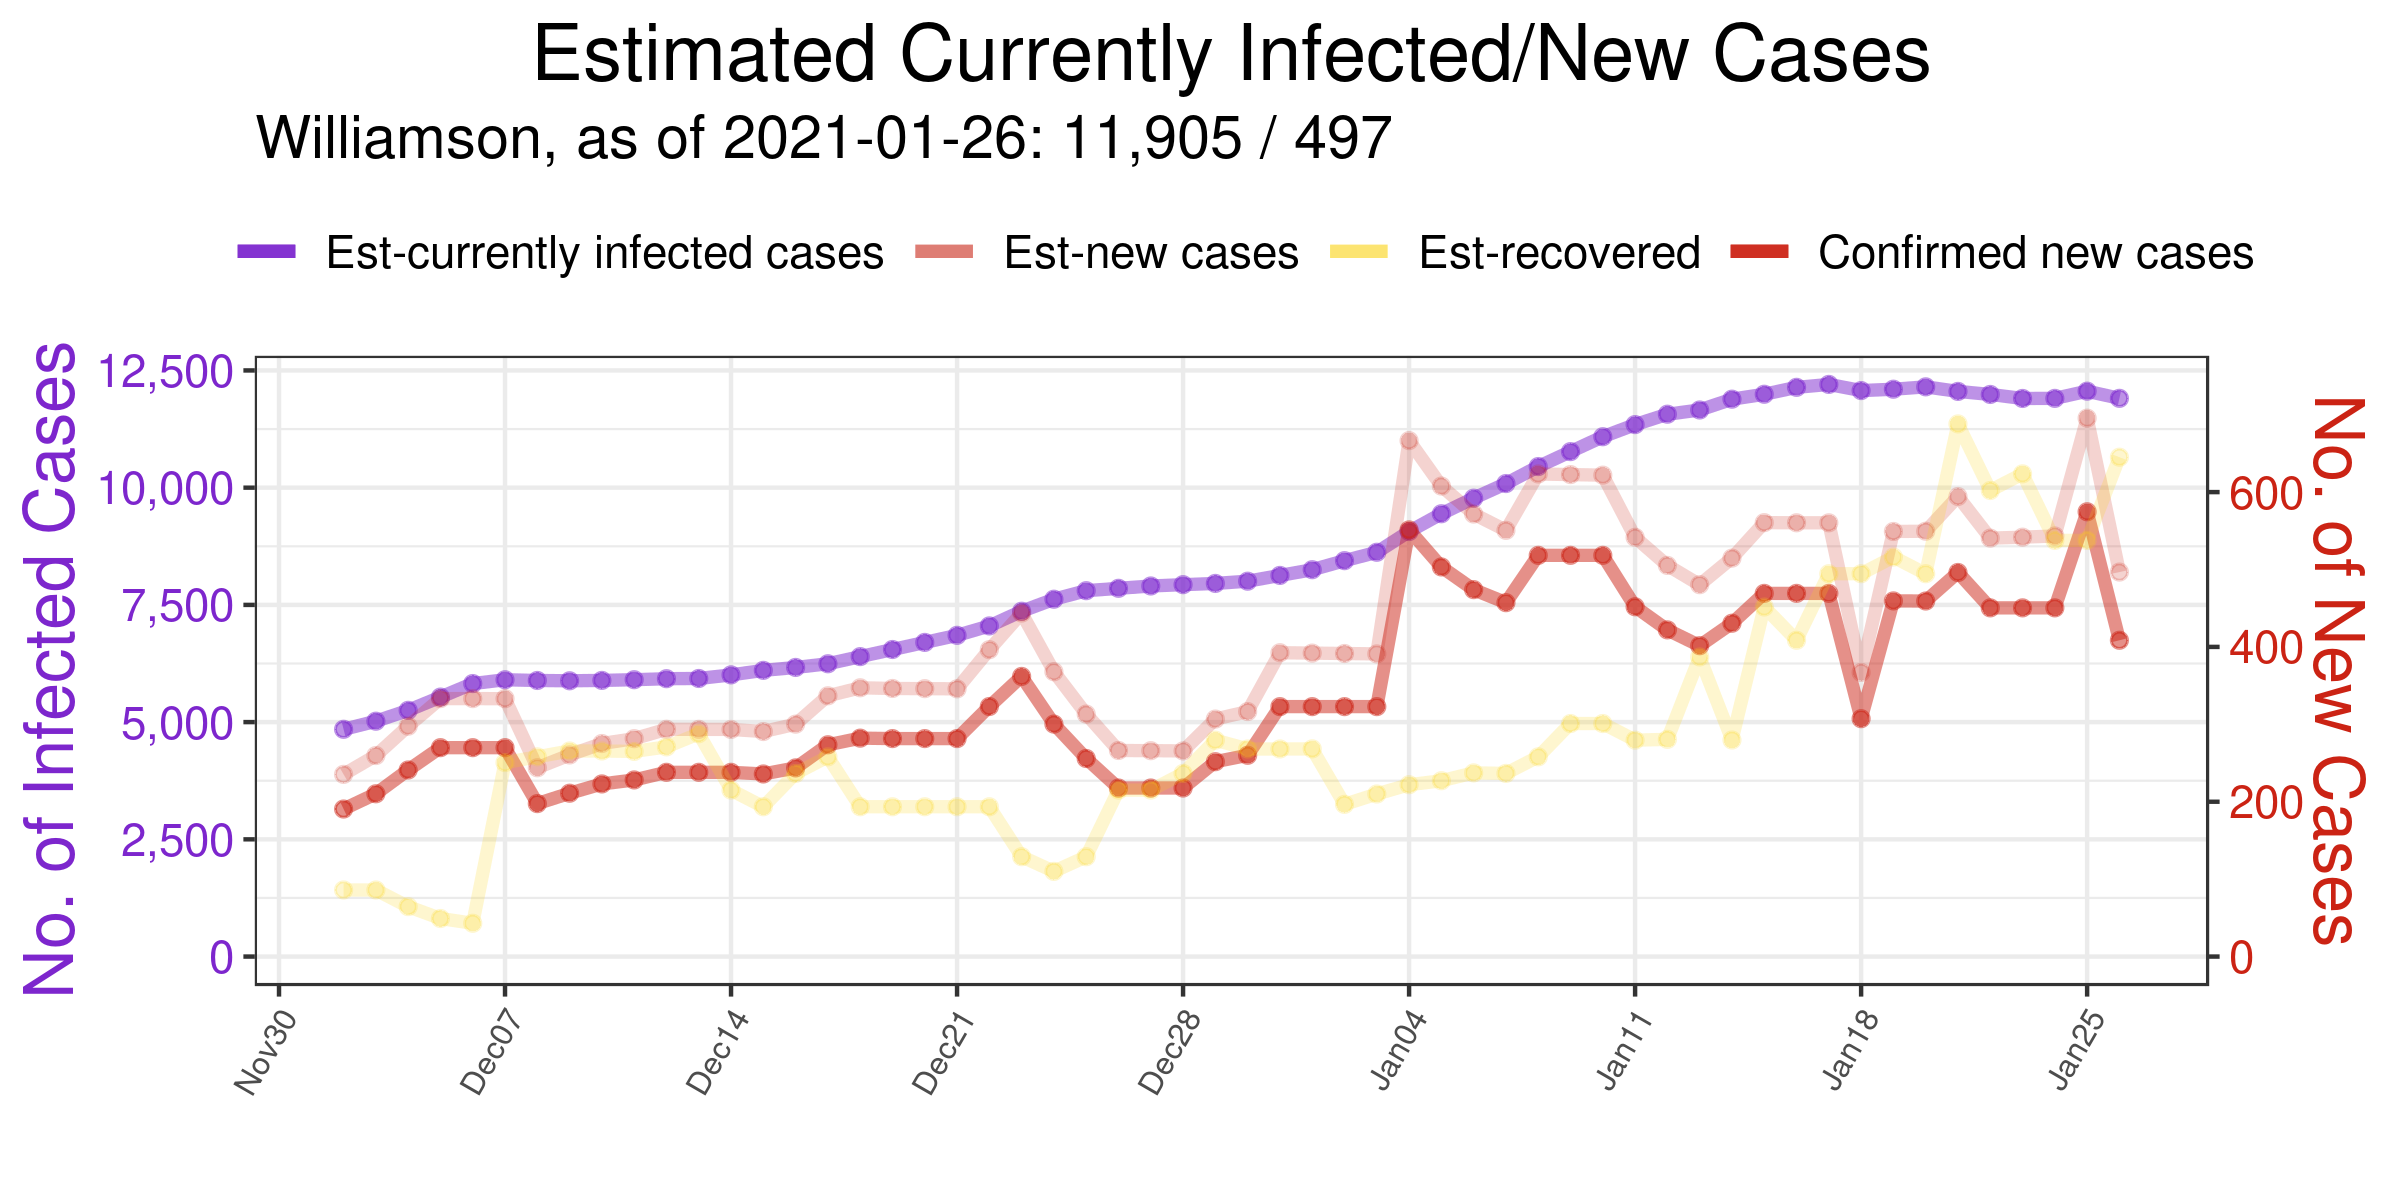 Estimated Currently Infected/New Cases
Williamson, as of 2021-01-26: 11,905 / 497
Est-currently infected cases Est-new cases Est-recovered Confirmed new cases
No. of Infected Cases
12,500
10,000
7,500
5,000
2,500
0
600
400
200
0
No. of New Cases
Nov30 Dec07 Dec14 Dec21 Dec28 Jan04 Jan11 Jan18 Jan25